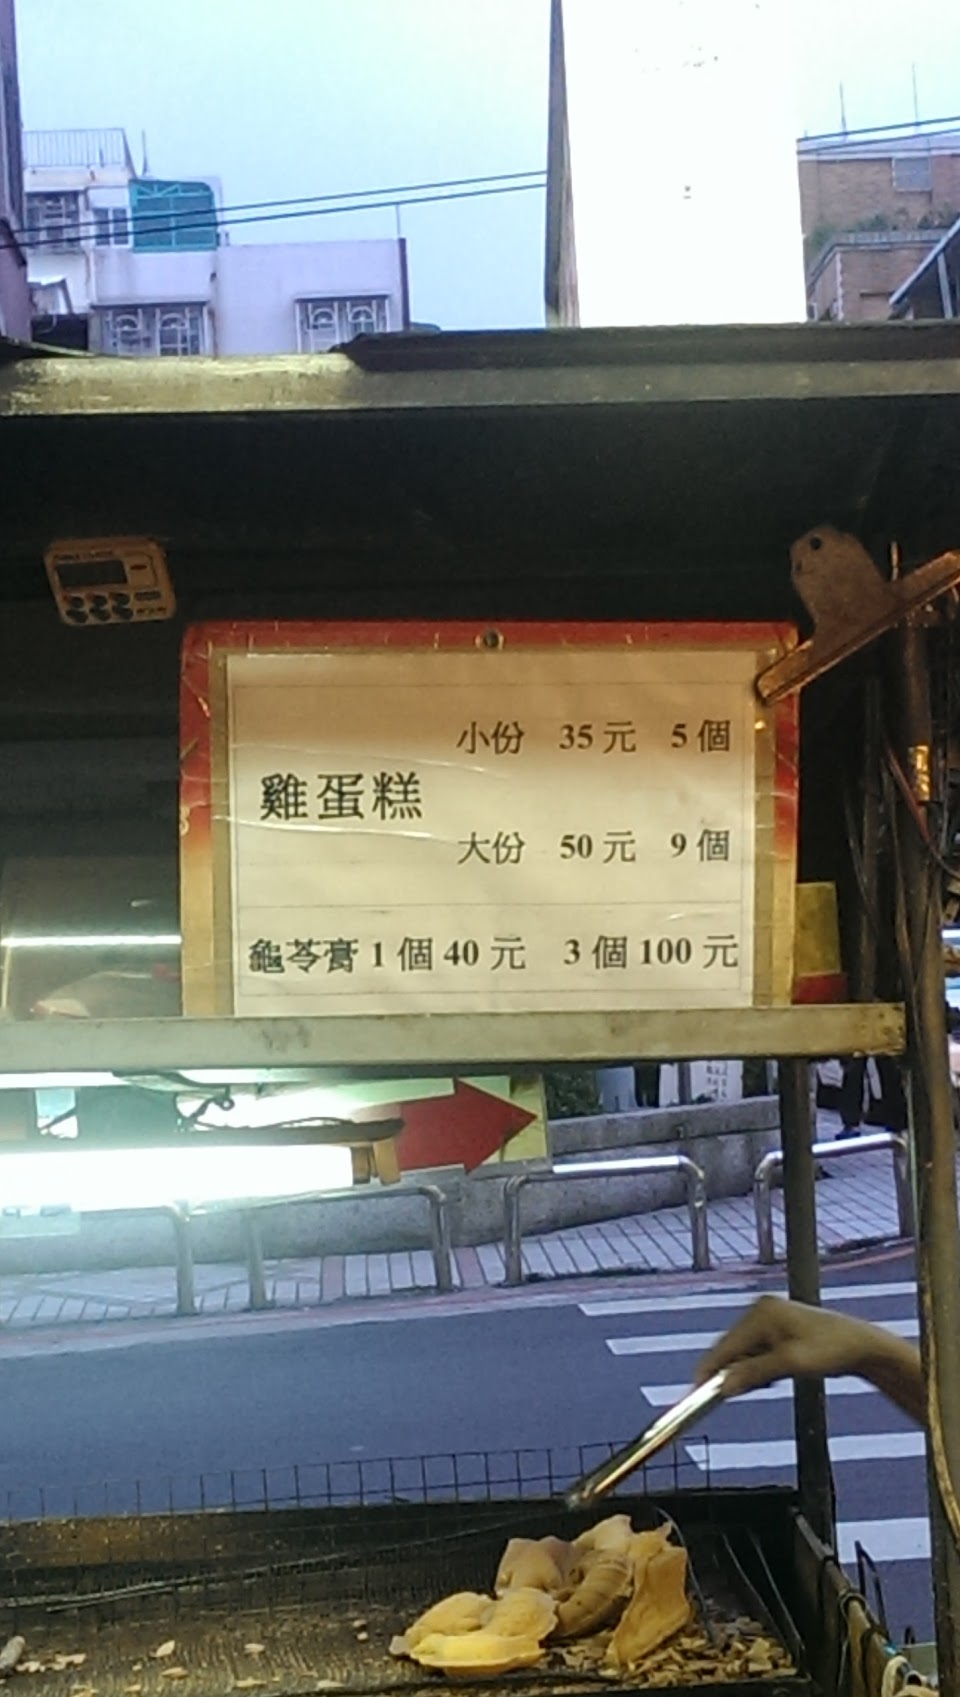 小份 35元 5個
雞蛋糕
大份 50元 9個
龜苓膏 1個 40元 3個 100元